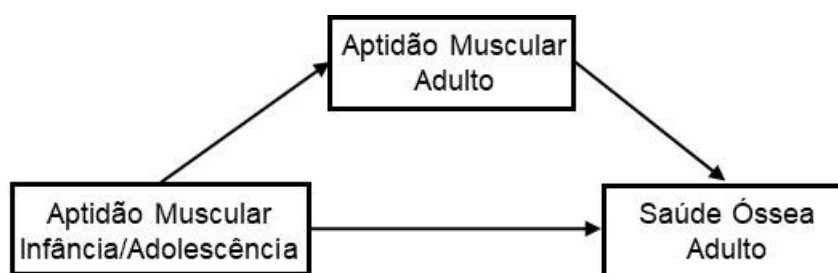 Aptidão Muscular
Adulto
Aptidão Muscular
Infância/Adolescência
Saúde Óssea
Adulto